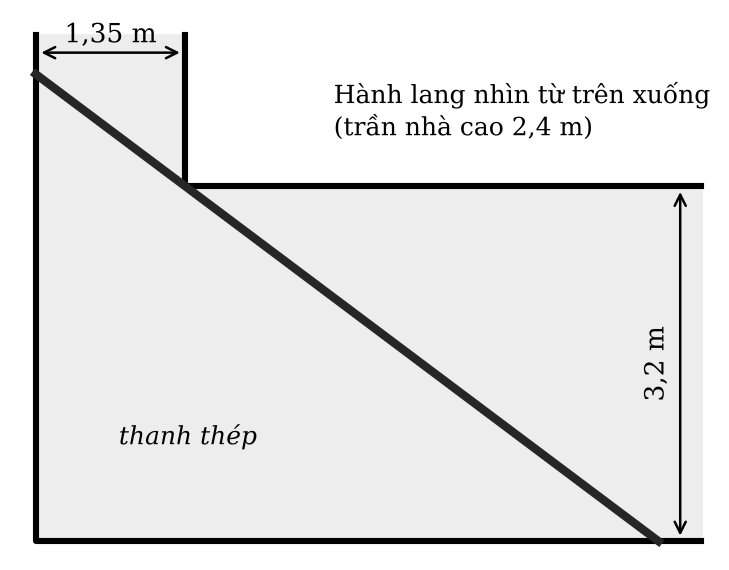 1,35 m
Hành lang nhìn từ trên xuống
(trần nhà cao 2,4 m)
3,2 m
thanh thép